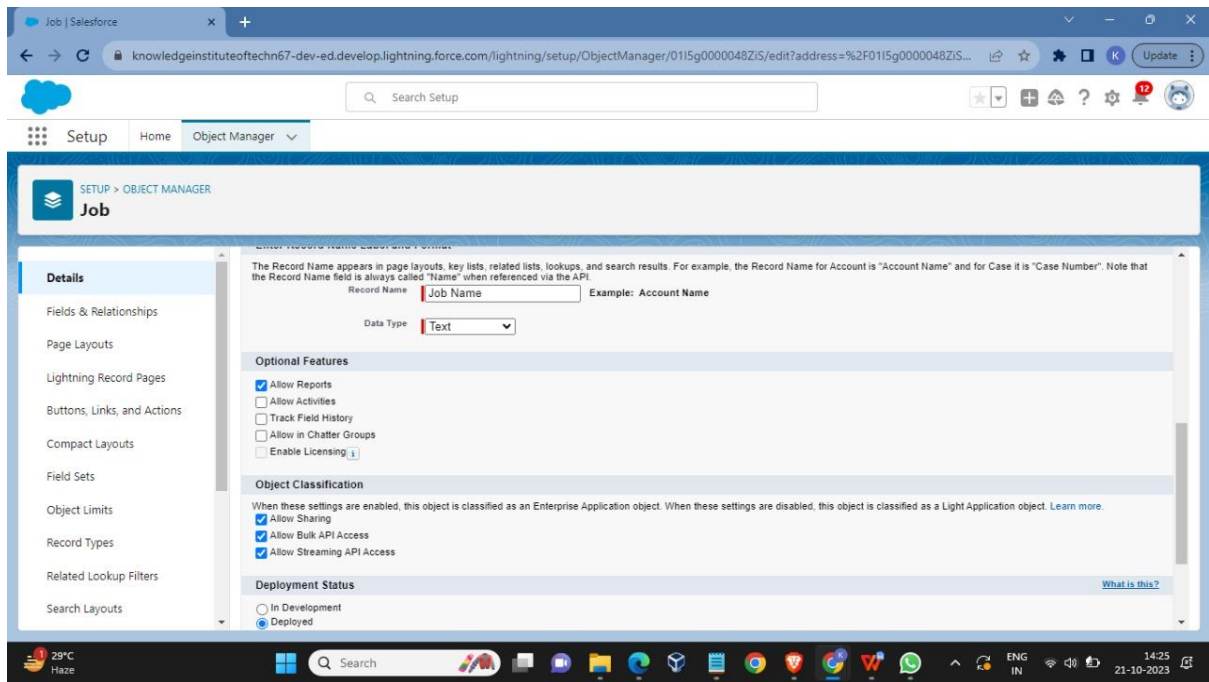 Job | Salesforce
knowledgeinstituteoftechn67-dev-ed.develop.lightning.force.com/lightning/setup/ObjectManager/01I5g0000048ZiS/edit?address=%2F01I5g0000048ZiS...
K
Update
Search Setup
12
Setup
Home
Object Manager
SETUP > OBJECT MANAGER
Job
Details
Fields & Relationships
Page Layouts
Lightning Record Pages
Buttons, Links, and Actions
Compact Layouts
Field Sets
Object Limits
Record Types
Related Lookup Filters
Search Layouts
Enter Record Name Label and Format
The Record Name appears in page layouts, key lists, related lists, lookups, and search results. For example, the Record Name for Account is "Account Name" and for Case it is "Case Number". Note that
the Record Name field is always called "Name" when referenced via the API.
Record Name Job Name Example: Account Name
Data Type Text
Optional Features
Allow Reports
Allow Activities
Track Field History
Allow in Chatter Groups
Enable Licensing i
Object Classification
When these settings are enabled, this object is classified as an Enterprise Application object. When these settings are disabled, this object is classified as a Light Application object. Learn more.
Allow Sharing
Allow Bulk API Access
Allow Streaming API Access
Deployment Status What is this?
In Development
Deployed
1
29°C
Haze
Search
ENG
IN
14:25
21-10-2023